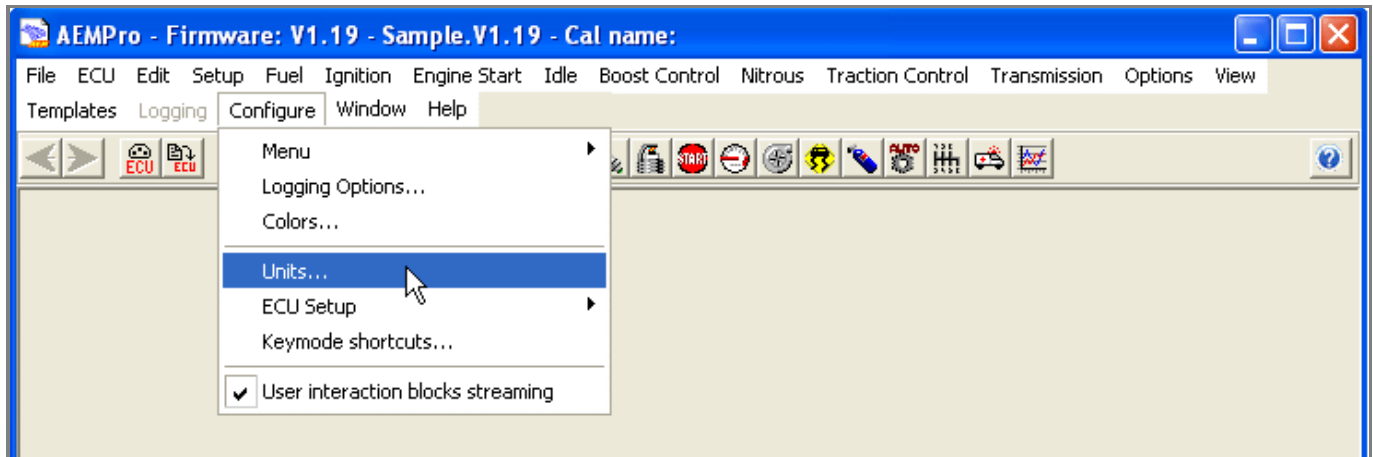 AEMPro - Firmware: V1.19 - Sample.V1.19 - Cal name:
File ECU Edit Setup Fuel Ignition Engine Start Idle Boost Control Nitrous Traction Control Transmission Options View
Templates Logging Configure Window Help
ECU ECU START AUTO
Menu
Logging Options...
Colors...
Units...
ECU Setup
Keymode shortcuts...
User interaction blocks streaming